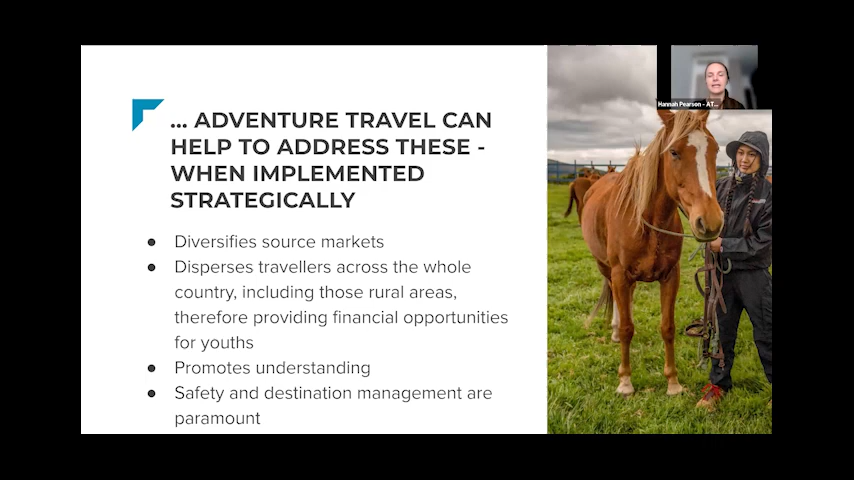 ... ADVENTURE TRAVEL CAN
HELP TO ADDRESS THESE -
WHEN IMPLEMENTED
STRATEGICALLY
● Diversifies source markets
● Disperses travellers across the whole
country, including those rural areas,
therefore providing financial opportunities
for youths
● Promotes understanding
● Safety and destination management are
paramount
Hannah Pearson - AT...